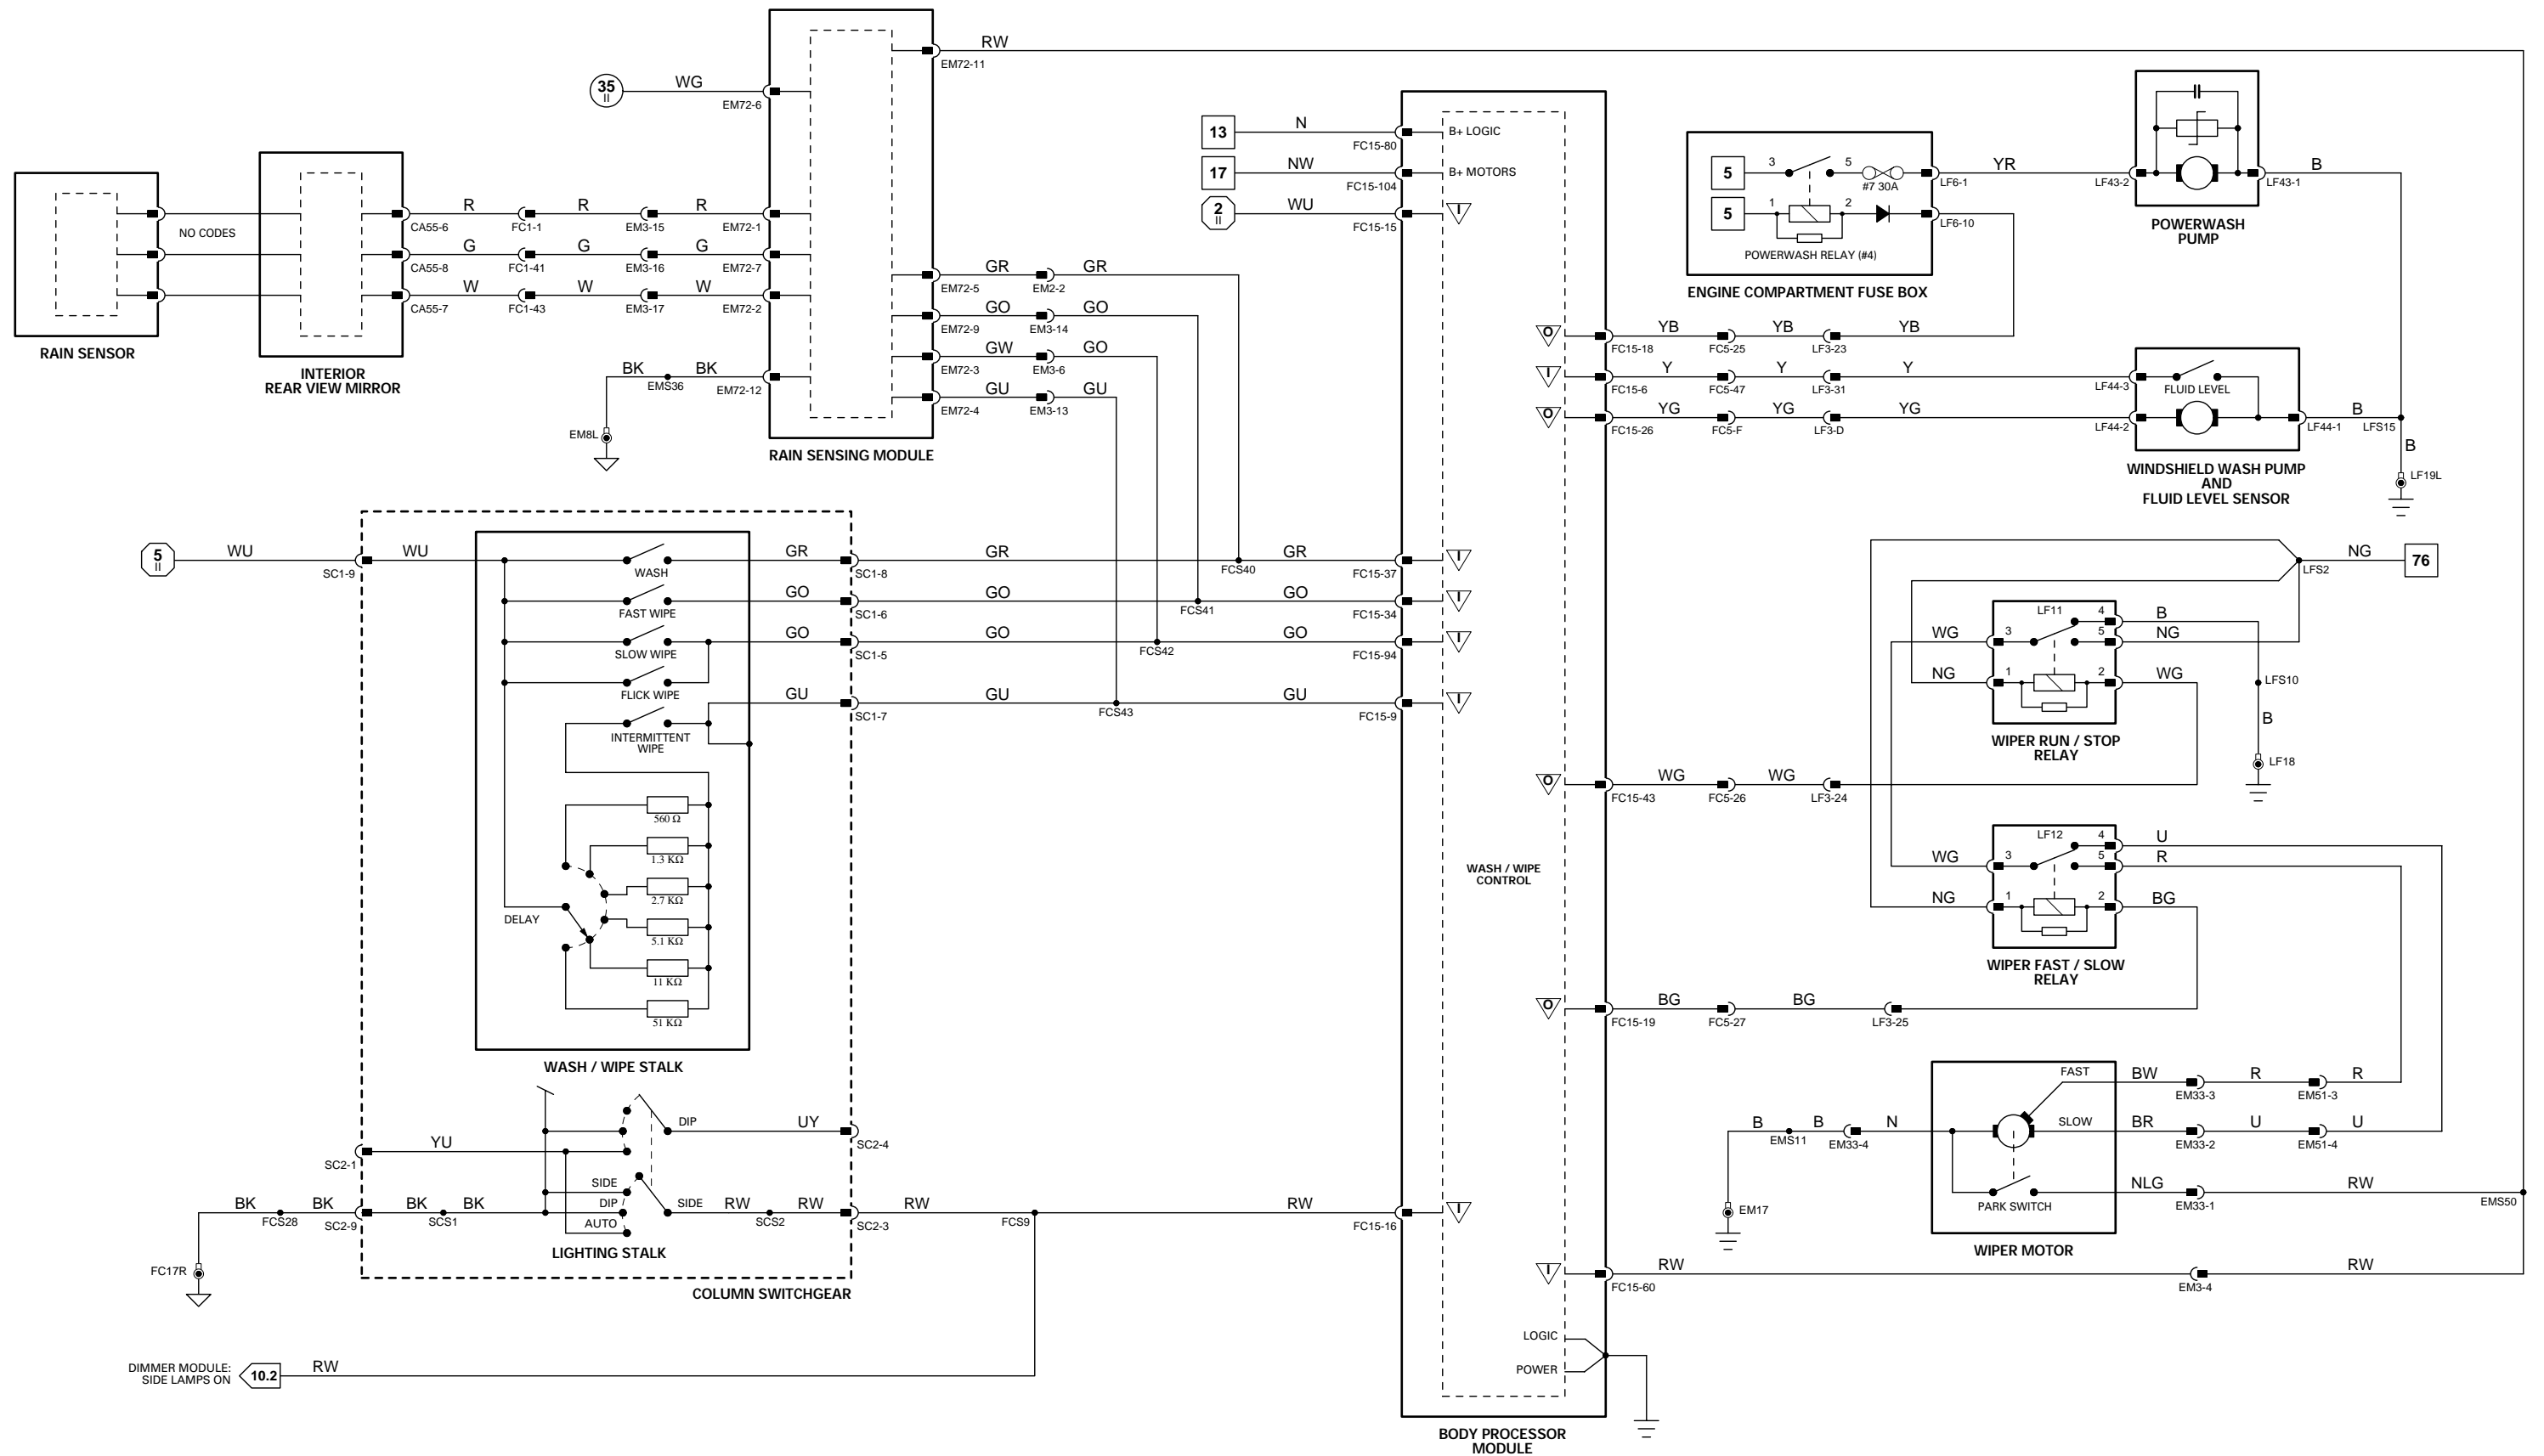 RW
EM72-11
35
II
WG
EM72-6
13
N
FC15-80
B+ LOGIC
17
NW
FC15-104
B+ MOTORS
2
II
WU
FC15-15
I
NO CODES
R
R
R
CA55-6
FC1-1
EM3-15
EM72-1
G
G
G
CA55-8
FC1-41
EM3-16
EM72-7
W
W
W
CA55-7
FC1-43
EM3-17
EM72-2
RAIN SENSOR
INTERIOR
REAR VIEW MIRROR
BK
BK
EMS36
EM72-12
EM8L
RAIN SENSING MODULE
GR
GR
EM72-5
EM2-2
GO
GO
EM72-9
EM3-14
GW
GO
EM72-3
EM3-6
GU
GU
EM72-4
EM3-13
5
3
5
#7 30A
LF6-1
YR
LF43-2
B
LF43-1
5
1
2
LF6-10
POWERWASH RELAY (#4)
ENGINE COMPARTMENT FUSE BOX
POWERWASH
PUMP
O
YB
YB
YB
FC15-18
FC5-25
LF3-23
I
Y
Y
Y
FC15-6
FC5-47
LF3-31
LF44-3
FLUID LEVEL
O
YG
YG
YG
FC15-26
FC5-F
LF3-D
LF44-2
B
LF44-1
LFS15
B
LF19L
WINDSHIELD WASH PUMP
AND
FLUID LEVEL SENSOR
5
II
WU
SC1-9
WU
WASH
GR
SC1-8
GR
FCS40
GR
FC15-37
I
FAST WIPE
GO
SC1-6
GO
FCS41
GO
FC15-34
I
SLOW WIPE
GO
SC1-5
GO
FCS42
GO
FC15-94
I
FLICK WIPE
GU
SC1-7
GU
FCS43
GU
FC15-9
I
INTERMITTENT
WIPE
560 Ω
1.3 KΩ
2.7 KΩ
DELAY
5.1 KΩ
11 KΩ
51 KΩ
WASH / WIPE STALK
NG
76
LFS2
LF11
4
B
WG
3
5
NG
NG
1
2
WG
LFS10
B
LF18
WIPER RUN / STOP
RELAY
O
WG
WG
FC15-43
FC5-26
LF3-24
WASH / WIPE
CONTROL
LF12
4
U
WG
3
5
R
NG
1
2
BG
WIPER FAST / SLOW
RELAY
O
BG
BG
FC15-19
FC5-27
LF3-25
FAST
BW
R
R
EM33-3
EM51-3
B
B
N
EMS11
EM33-4
SLOW
BR
U
U
EM33-2
EM51-4
EM17
PARK SWITCH
NLG
RW
EM33-1
EMS50
WIPER MOTOR
DIP
UY
SC2-4
YU
SC2-1
SIDE
DIP
AUTO
SIDE
BK
BK
BK
BK
FCS28
SC2-9
SCS1
RW
RW
SCS2
SC2-3
RW
FCS9
RW
FC15-16
I
FC17R
LIGHTING STALK
COLUMN SWITCHGEAR
I
RW
FC15-60
EM3-4
RW
LOGIC
POWER
DIMMER MODULE:
SIDE LAMPS ON
10.2
RW
BODY PROCESSOR
MODULE